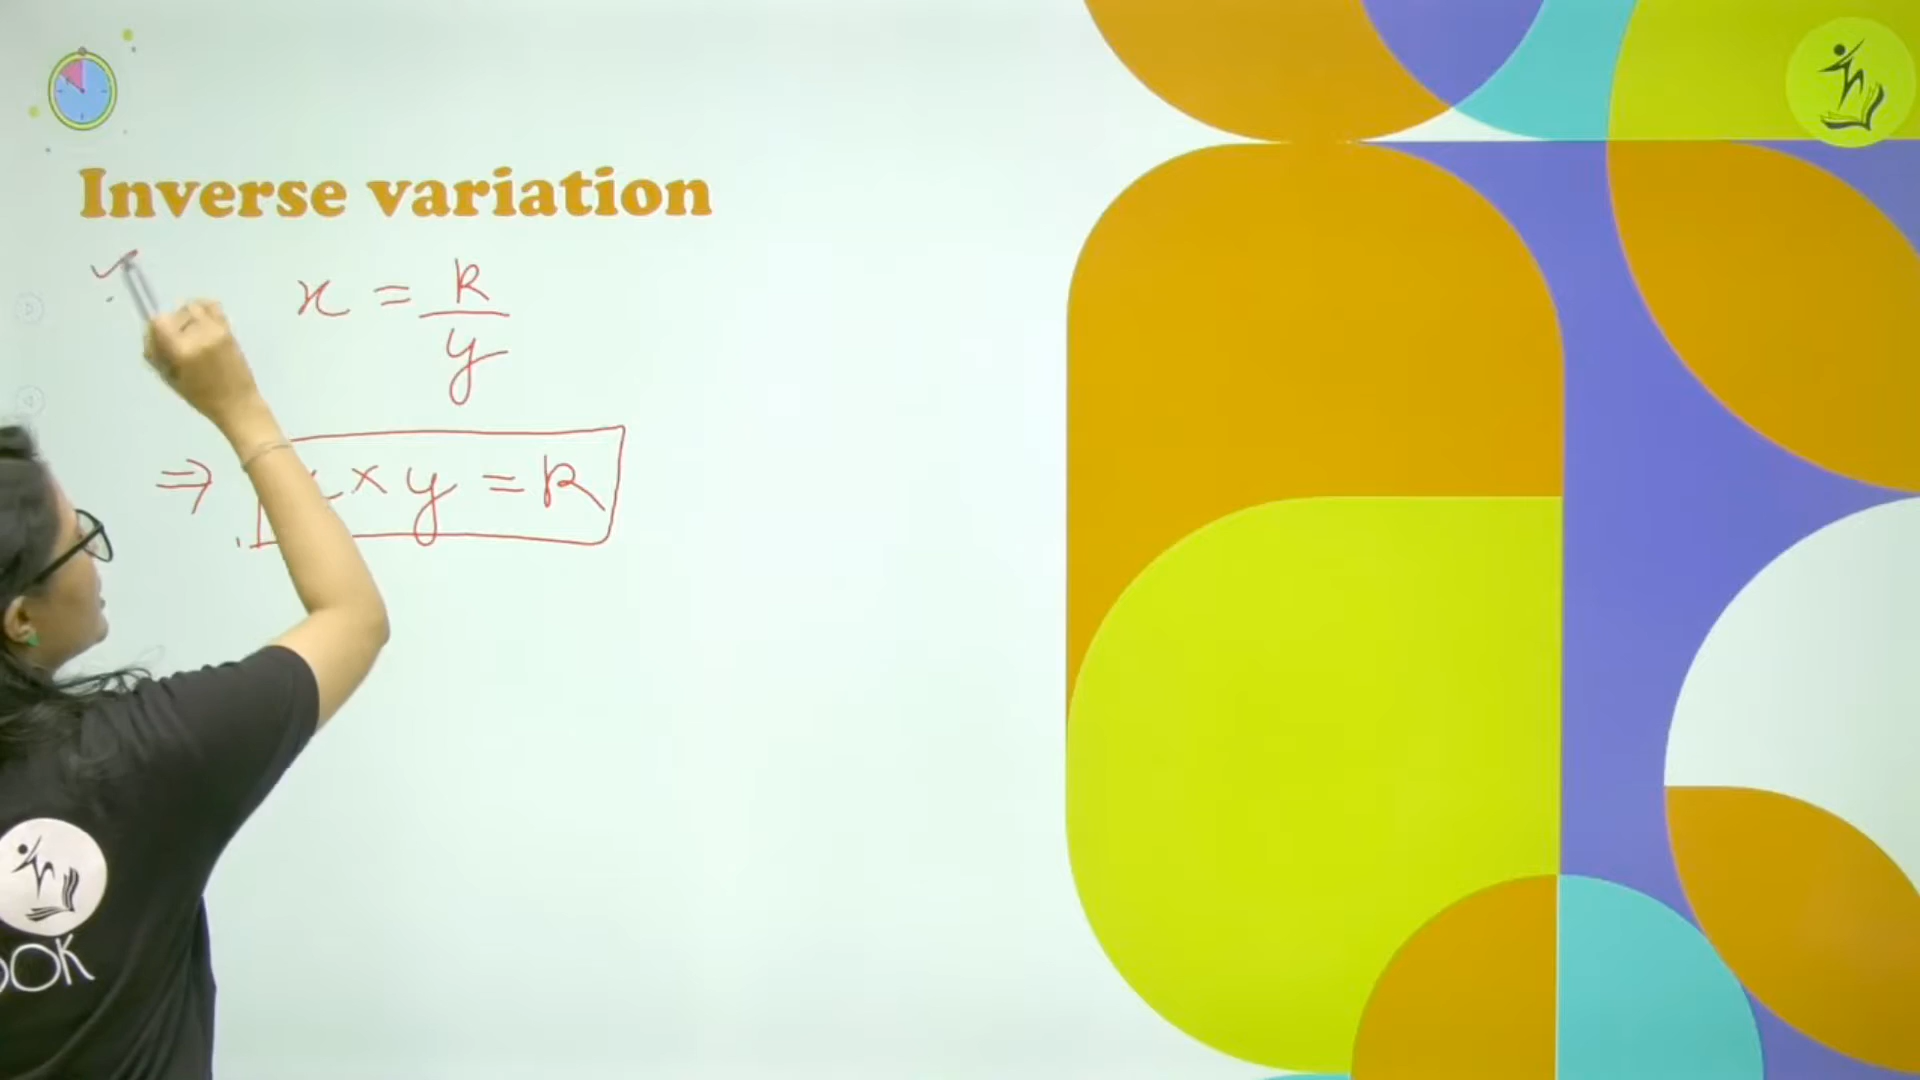 Inverse variation
x = k
y
⇒ × y = k
OOK